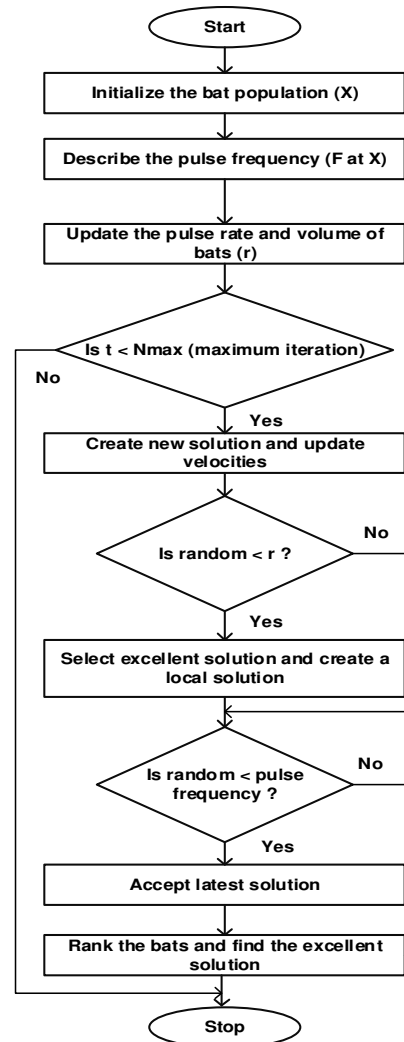 Start
Initialize the bat population (X)
Describe the pulse frequency (F at X)
Update the pulse rate and volume of
bats (r)
Is t < Nmax (maximum iteration)
No
Yes
Create new solution and update
velocities
Is random < r ?
No
Yes
Select excellent solution and create a
local solution
Is random < pulse
frequency ?
No
Yes
Accept latest solution
Rank the bats and find the excellent
solution
Stop